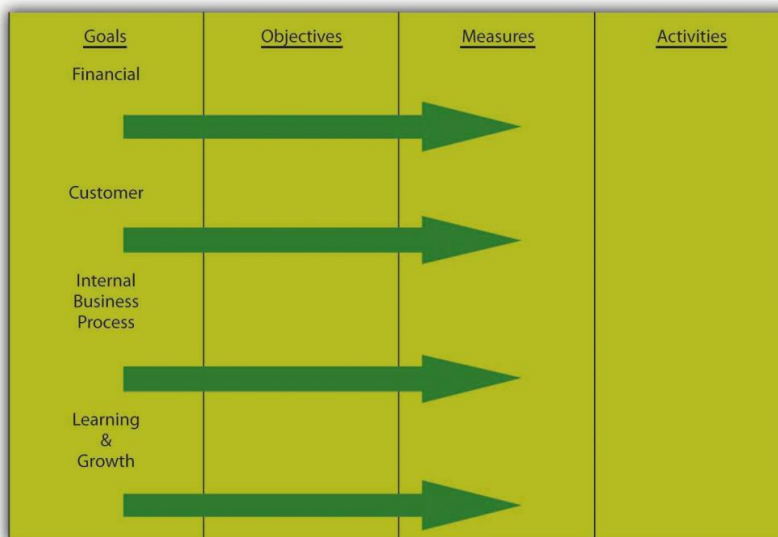 Goals Objectives Measures Activities
Financial
Customer
Internal
Business
Process
Learning
&
Growth